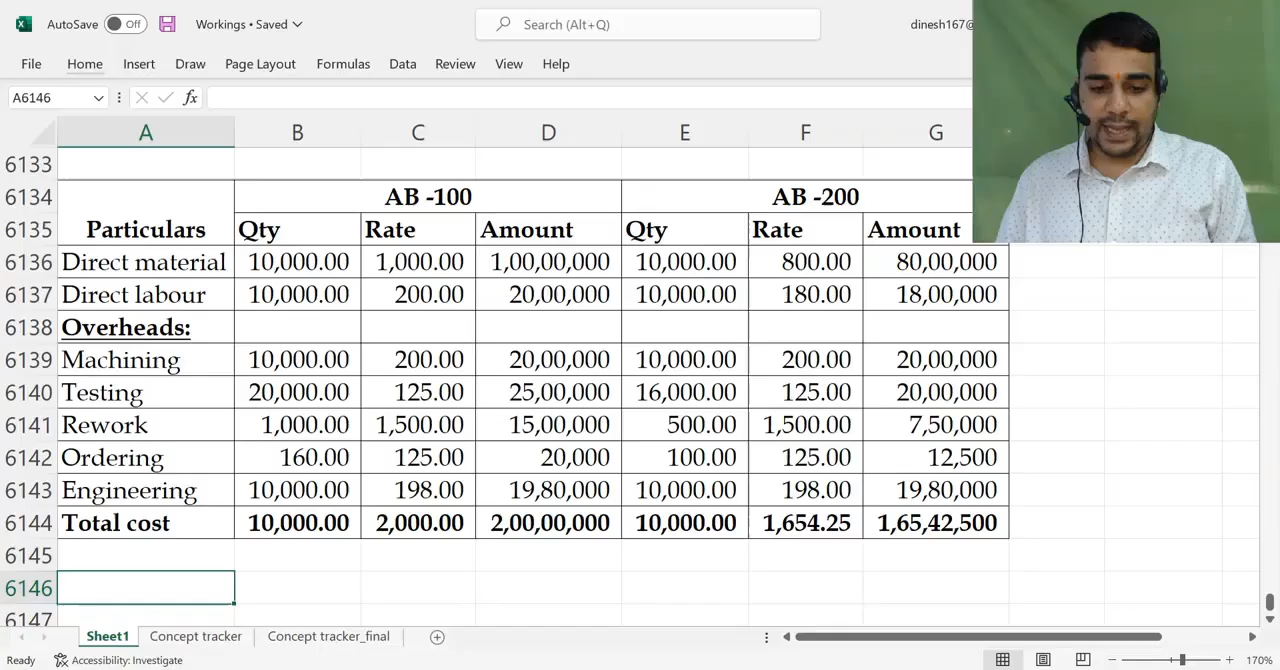 AutoSave Off Workings • Saved Search (Alt+Q) dinesh167@
File Home Insert Draw Page Layout Formulas Data Review View Help
A6146 fx
A B C D E F G
6133
6134 AB -100 AB -200
6135 Particulars Qty Rate Amount Qty Rate Amount
6136 Direct material 10,000.00 1,000.00 1,00,00,000 10,000.00 800.00 80,00,000
6137 Direct labour 10,000.00 200.00 20,00,000 10,000.00 180.00 18,00,000
6138 Overheads:
6139 Machining 10,000.00 200.00 20,00,000 10,000.00 200.00 20,00,000
6140 Testing 20,000.00 125.00 25,00,000 16,000.00 125.00 20,00,000
6141 Rework 1,000.00 1,500.00 15,00,000 500.00 1,500.00 7,50,000
6142 Ordering 160.00 125.00 20,000 100.00 125.00 12,500
6143 Engineering 10,000.00 198.00 19,80,000 10,000.00 198.00 19,80,000
6144 Total cost 10,000.00 2,000.00 2,00,00,000 10,000.00 1,654.25 1,65,42,500
6145
6146
6147
Sheet1 Concept tracker Concept tracker_final
Ready Accessibility: Investigate 170%